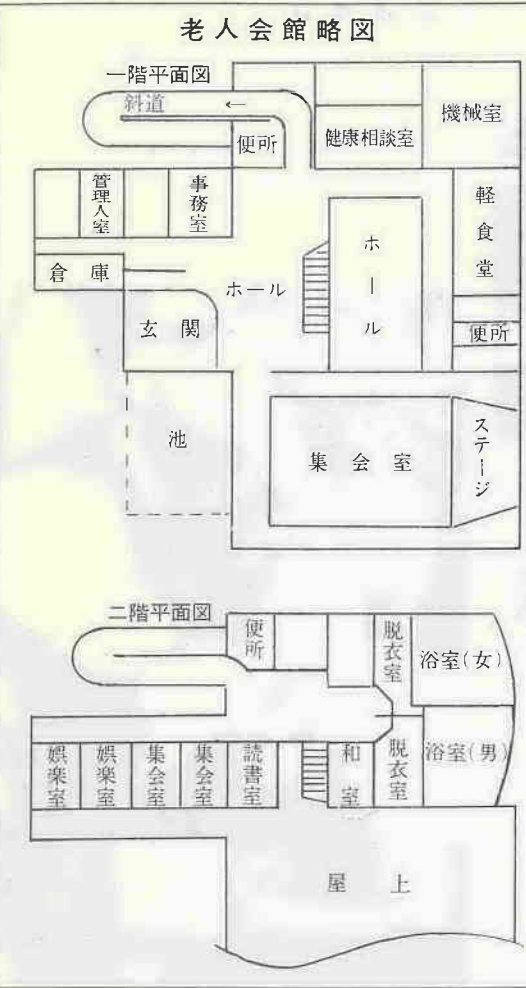 老人会館略図
一階平面図
斜道
←
便所
健康相談室
機械室
管理人室
事務室
軽食堂
倉庫
ホール
ホール
玄関
便所
池
集会室
ステージ
二階平面図
便所
脱衣室
浴室(女)
娯楽室
娯楽室
集会室
集会室
読書室
和室
脱衣室
浴室(男)
屋上